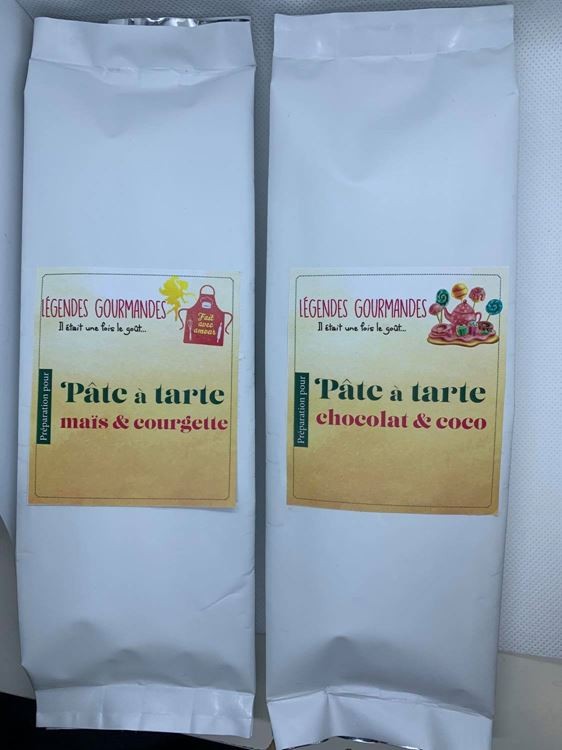 LÉGENDES GOURMANDES
Il était une fois le goût...
Fait
avec
amour
Préparation pour
Pâte à tarte
maïs & courgette
LÉGENDES GOURMANDES
Il était une fois le goût...
Préparation pour
Pâte à tarte
chocolat & coco